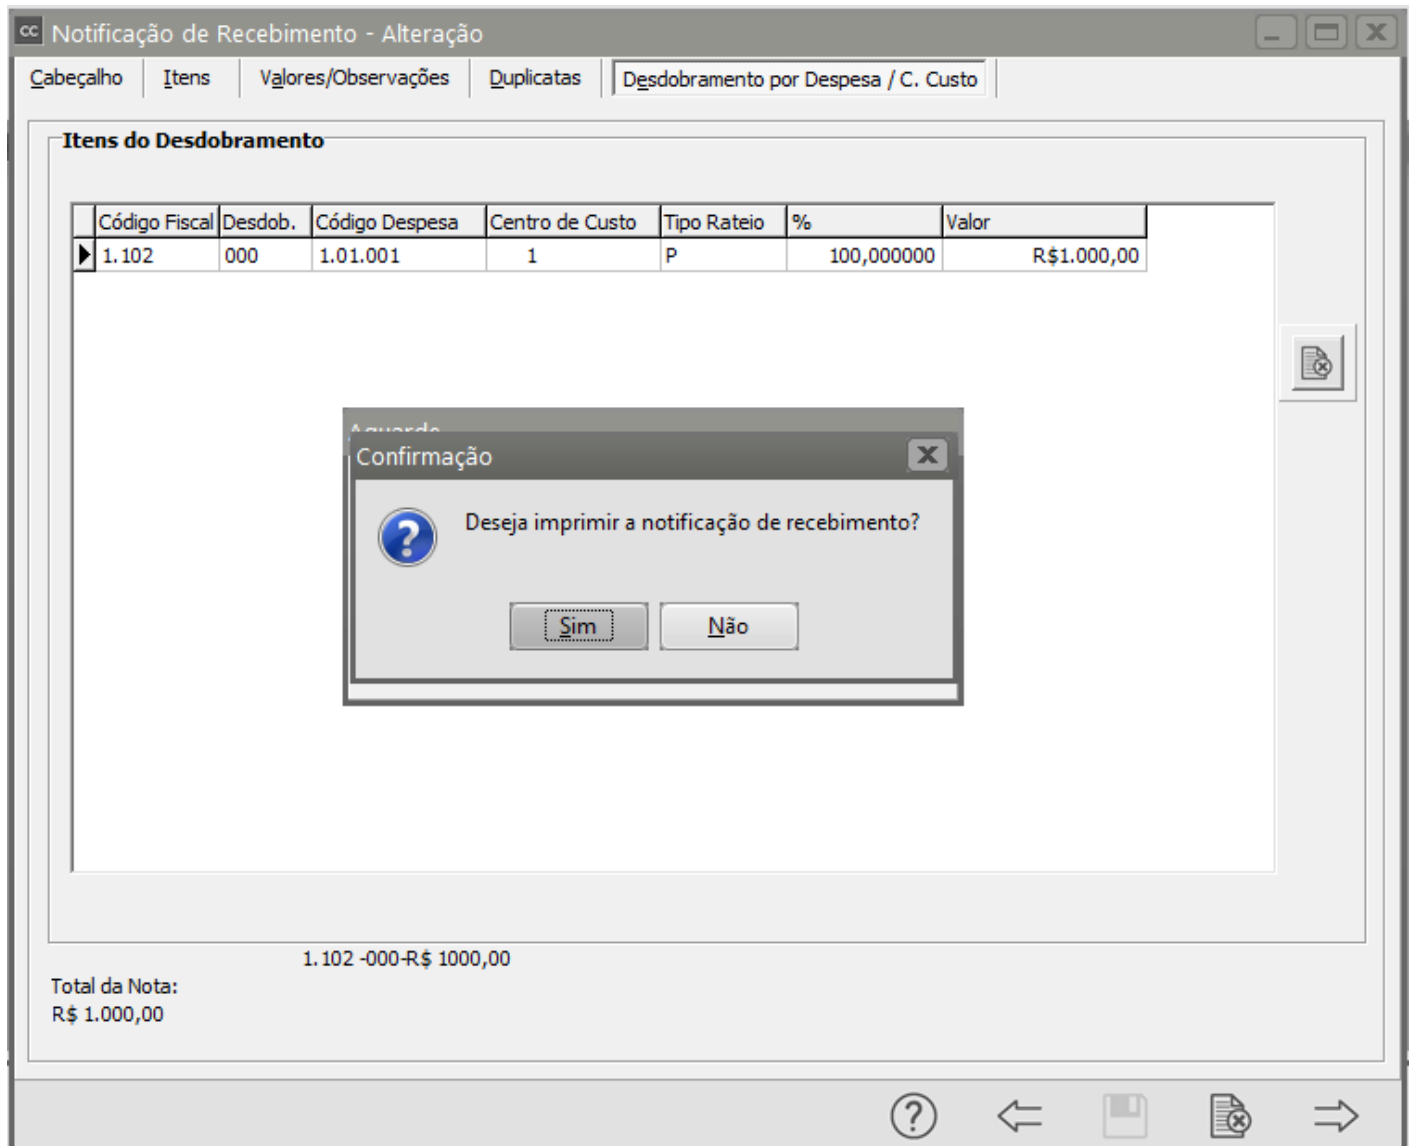 cc Notificação de Recebimento - Alteração
Cabeçalho Itens Valores/Observações Duplicatas Desdobramento por Despesa / C. Custo
Itens do Desdobramento
Código Fiscal Desdob. Código Despesa Centro de Custo Tipo Rateio % Valor
1.102 000 1.01.001 1 P 100,000000 R$1.000,00
Aguarde
Confirmação
Deseja imprimir a notificação de recebimento?
Sim Não
1.102 -000-R$ 1000,00
Total da Nota:
R$ 1.000,00